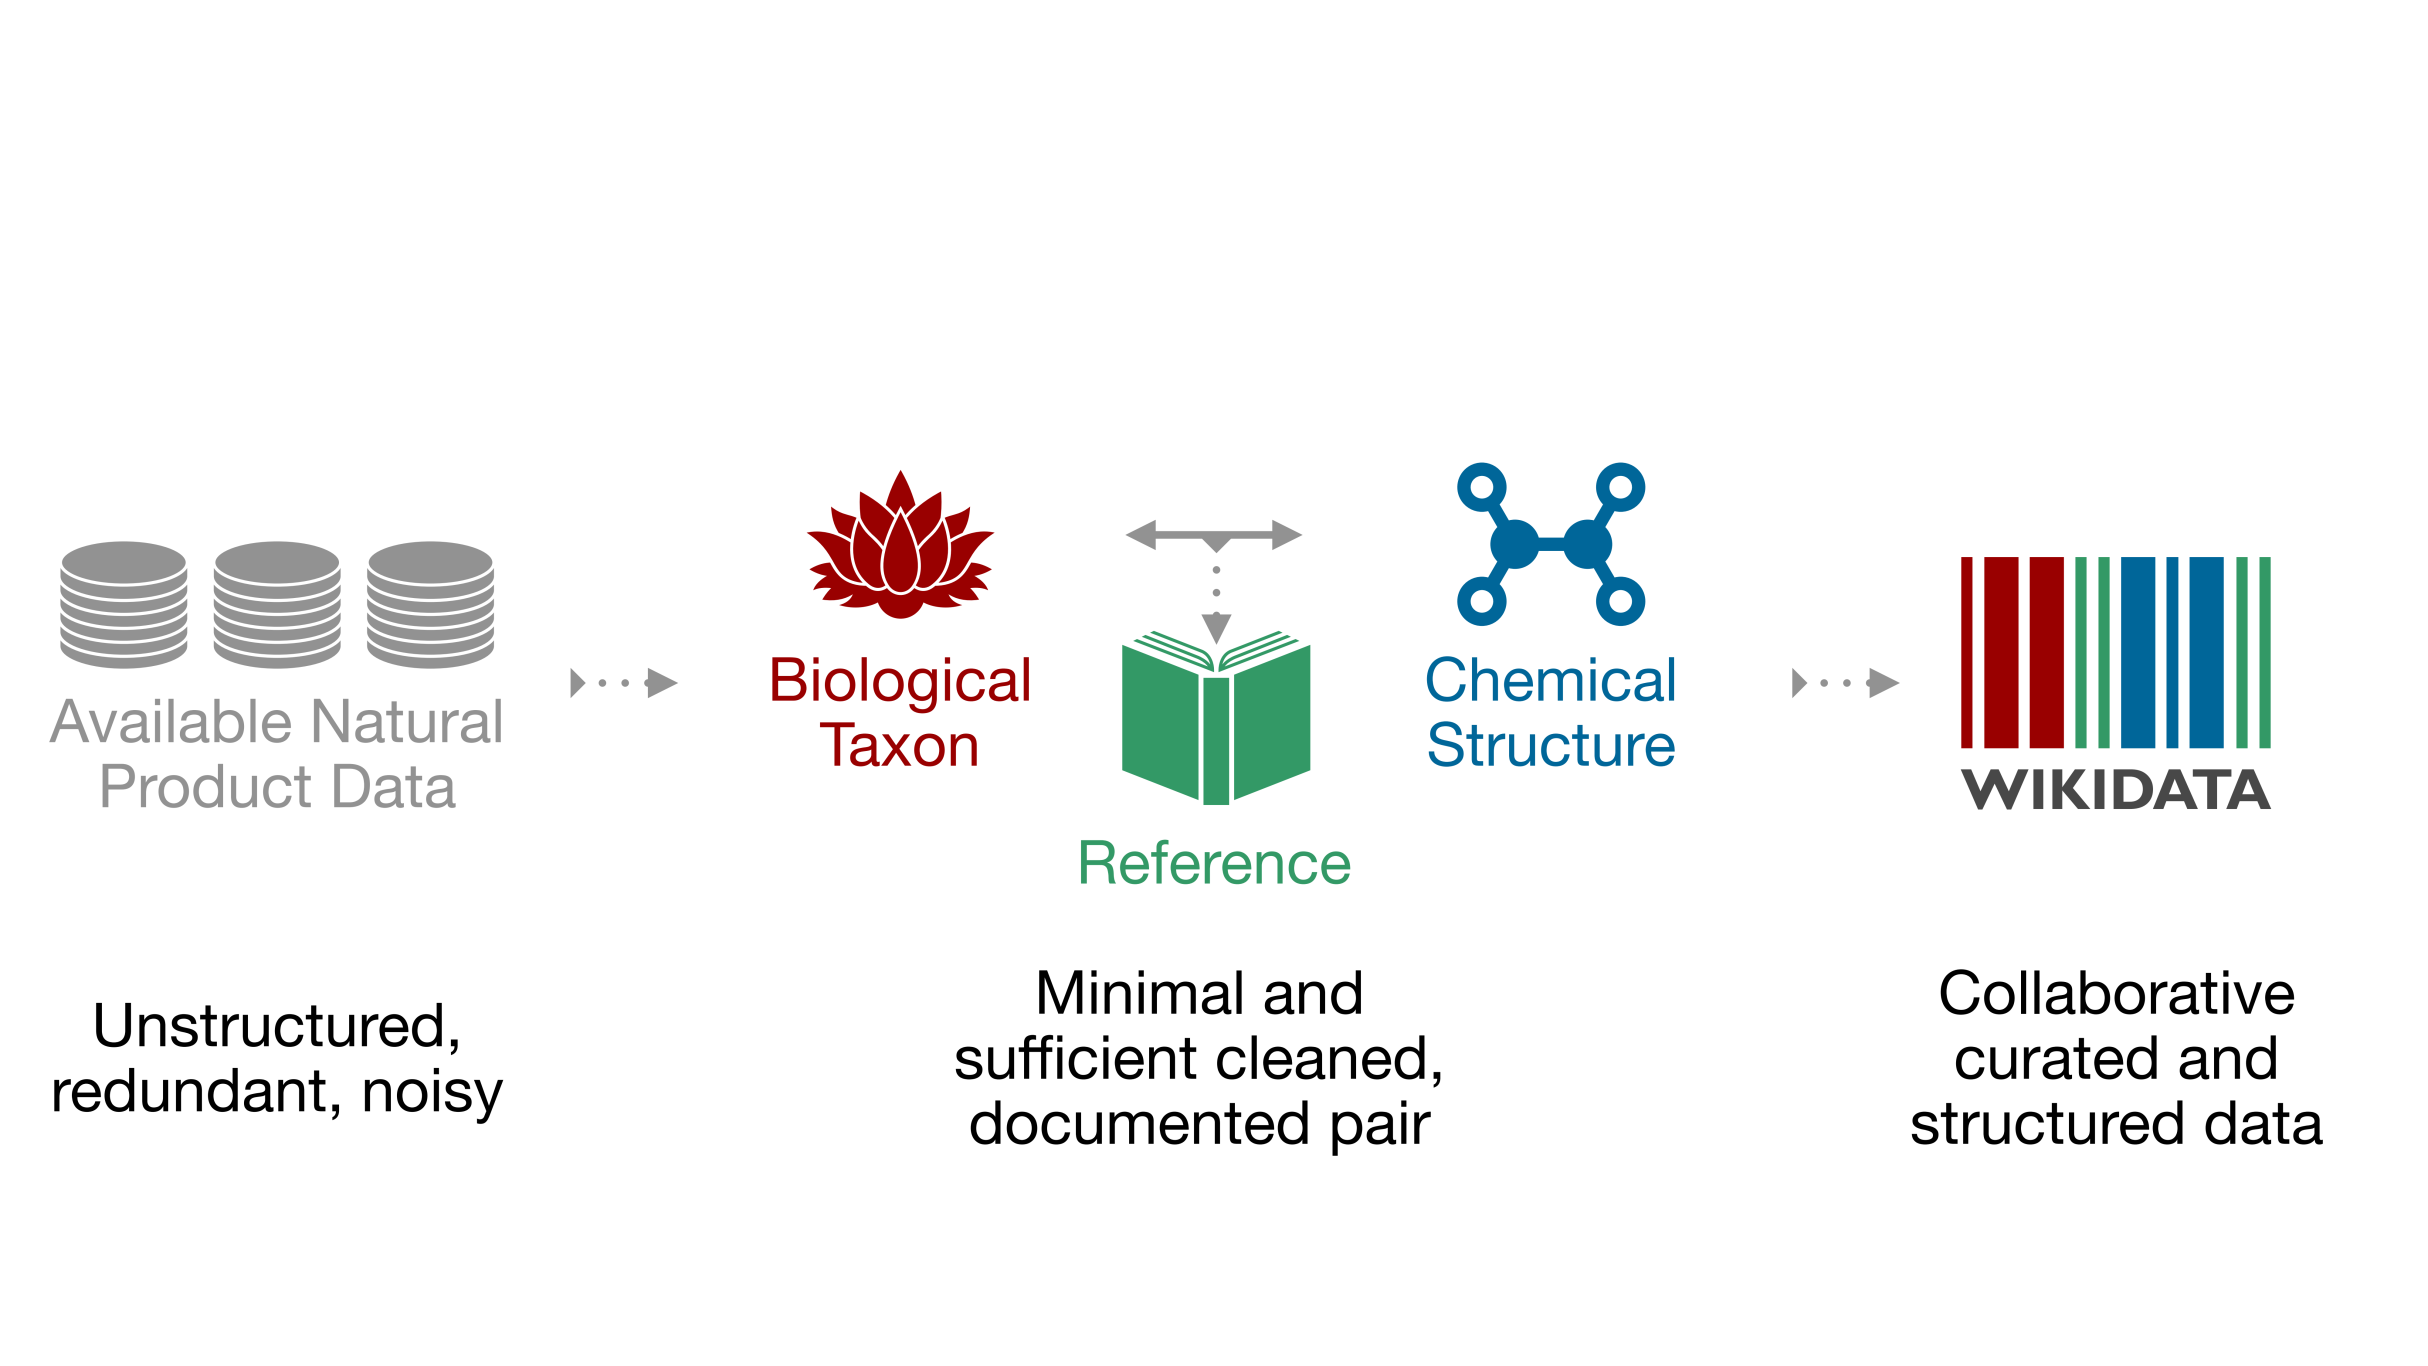 Available Natural
Product Data
Unstructured,
redundant, noisy
Biological
Taxon
Chemical
Structure
Reference
Minimal and
sufficient cleaned,
documented pair
WIKIDATA
Collaborative
curated and
structured data